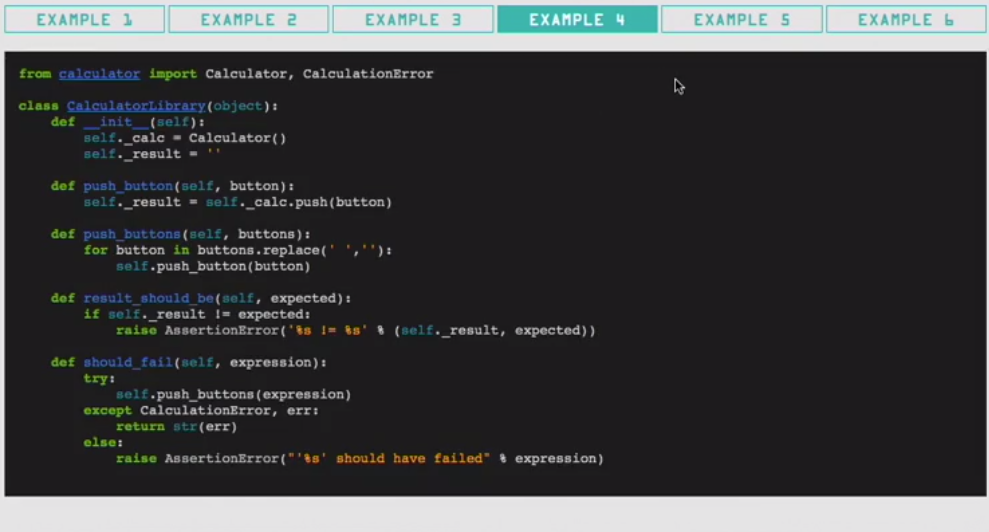 EXAMPLE 1 EXAMPLE 2 EXAMPLE 3 EXAMPLE 4 EXAMPLE 5 EXAMPLE 6
from calculator import Calculator, CalculationError
class CalculatorLibrary(object):
    def __init__(self):
        self._calc = Calculator()
        self._result = ''
    def push_button(self, button):
        self._result = self._calc.push(button)
    def push_buttons(self, buttons):
        for button in buttons.replace(' ',''):
            self.push_button(button)
    def result_should_be(self, expected):
        if self._result != expected:
            raise AssertionError('%s != %s' % (self._result, expected))
    def should_fail(self, expression):
        try:
            self.push_buttons(expression)
        except CalculationError, err:
            return str(err)
        else:
            raise AssertionError("'%s' should have failed" % expression)